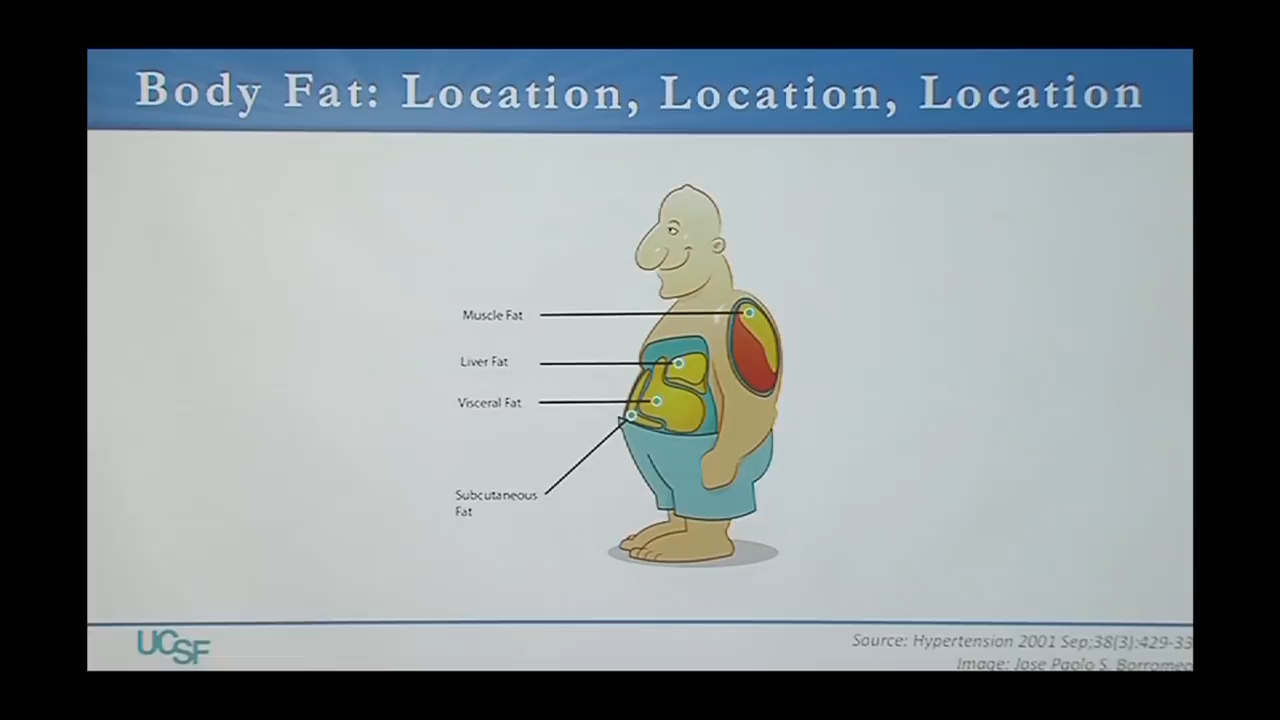 Body Fat: Location, Location, Location
Muscle Fat
Liver Fat
Visceral Fat
Subcutaneous
Fat
UCSF
Source: Hypertension 2001 Sep;38(3):429-33
Image: Jose Paolo S. Borromeo